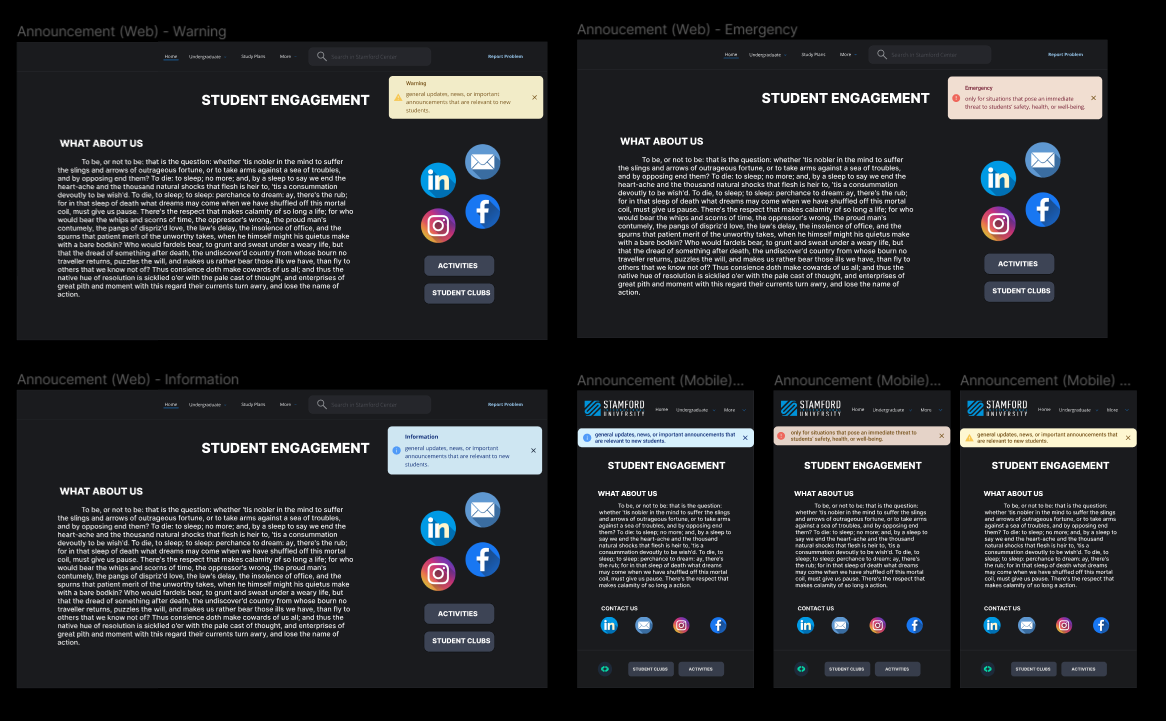 Announcement (Web) - Warning
Home Undergraduate Study Plans More Search in Stamford Center Report Problem
Warning
general updates, news, or important
announcements that are relevant to new
students.
STUDENT ENGAGEMENT
WHAT ABOUT US
To be, or not to be: that is the question: whether 'tis nobler in the mind to suffer
the slings and arrows of outrageous fortune, or to take arms against a sea of troubles,
and by opposing end them? To die: to sleep; no more; and, by a sleep to say we end the
heart-ache and the thousand natural shocks that flesh is heir to, 'tis a consummation
devoutly to be wish'd. To die, to sleep; to sleep: perchance to dream: ay, there's the rub;
for in that sleep of death what dreams may come when we have shuffled off this mortal
coil, must give us pause. There's the respect that makes calamity of so long a life; for who
would bear the whips and scorns of time, the oppressor's wrong, the proud man's
contumely, the pangs of dispriz'd love, the law's delay, the insolence of office, and the
spurns that patient merit of the unworthy takes, when he himself might his quietus make
with a bare bodkin? Who would fardels bear, to grunt and sweat under a weary life, but
that the dread of something after death, the undiscover'd country from whose bourn no
traveller returns, puzzles the will, and makes us rather bear those ills we have, than fly to
others that we know not of? Thus consience doth make cowards of us all; and thus the
native hue of resolution is sicklied o'er with the pale cast of thought, and enterprises of
great pith and moment with this regard their currents turn awry, and lose the name of
action.
in
ACTIVITIES
STUDENT CLUBS
Annoucement (Web) - Emergency
Home Undergraduate Study Plans More Search in Stamford Center Report Problem
Emergency
only for situations that pose an immediate
threat to students' safety, health, or well-being.
STUDENT ENGAGEMENT
WHAT ABOUT US
To be, or not to be: that is the question: whether 'tis nobler in the mind to suffer
the slings and arrows of outrageous fortune, or to take arms against a sea of troubles,
and by opposing end them? To die: to sleep; no more; and, by a sleep to say we end the
heart-ache and the thousand natural shocks that flesh is heir to, 'tis a consummation
devoutly to be wish'd. To die, to sleep; to sleep: perchance to dream: ay, there's the rub;
for in that sleep of death what dreams may come when we have shuffled off this mortal
coil, must give us pause. There's the respect that makes calamity of so long a life; for who
would bear the whips and scorns of time, the oppressor's wrong, the proud man's
contumely, the pangs of dispriz'd love, the law's delay, the insolence of office, and the
spurns that patient merit of the unworthy takes, when he himself might his quietus make
with a bare bodkin? Who would fardels bear, to grunt and sweat under a weary life, but
that the dread of something after death, the undiscover'd country from whose bourn no
traveller returns, puzzles the will, and makes us rather bear those ills we have, than fly to
others that we know not of? Thus consience doth make cowards of us all; and thus the
native hue of resolution is sicklied o'er with the pale cast of thought, and enterprises of
great pith and moment with this regard their currents turn awry, and lose the name of
action.
in
ACTIVITIES
STUDENT CLUBS
Annoucement (Web) - Information
Home Undergraduate Study Plans More Search in Stamford Center Report Problem
Information
general updates, news, or important
announcements that are relevant to new
students.
STUDENT ENGAGEMENT
WHAT ABOUT US
To be, or not to be: that is the question: whether 'tis nobler in the mind to suffer
the slings and arrows of outrageous fortune, or to take arms against a sea of troubles,
and by opposing end them? To die: to sleep; no more; and, by a sleep to say we end the
heart-ache and the thousand natural shocks that flesh is heir to, 'tis a consummation
devoutly to be wish'd. To die, to sleep; to sleep: perchance to dream: ay, there's the rub;
for in that sleep of death what dreams may come when we have shuffled off this mortal
coil, must give us pause. There's the respect that makes calamity of so long a life; for who
would bear the whips and scorns of time, the oppressor's wrong, the proud man's
contumely, the pangs of dispriz'd love, the law's delay, the insolence of office, and the
spurns that patient merit of the unworthy takes, when he himself might his quietus make
with a bare bodkin? Who would fardels bear, to grunt and sweat under a weary life, but
that the dread of something after death, the undiscover'd country from whose bourn no
traveller returns, puzzles the will, and makes us rather bear those ills we have, than fly to
others that we know not of? Thus consience doth make cowards of us all; and thus the
native hue of resolution is sicklied o'er with the pale cast of thought, and enterprises of
great pith and moment with this regard their currents turn awry, and lose the name of
action.
in
ACTIVITIES
STUDENT CLUBS
Announcement (Mobile)...
STAMFORD
UNIVERSITY
Home Undergraduate More
general updates, news, or important announcements that
are relevant to new students.
STUDENT ENGAGEMENT
WHAT ABOUT US
To be, or not to be: that is the question:
whether 'tis nobler in the mind to suffer the
slings and arrows of outrageous fortune, or to take
arms against a sea of troubles, and by opposing end
them? To die: to sleep; no more; and, by a sleep to
say we end the heart-ache and the thousand
natural shocks that flesh is heir to, 'tis a
consummation devoutly to be wish'd. To die, to
sleep; to sleep: perchance to dream: ay, there's
the rub; for in that sleep of death what dreams
may come when we have shuffled off this mortal
coil, must give us pause. There's the respect that
makes calamity of so long a life.
CONTACT US
in
STUDENT CLUBS ACTIVITIES
Announcement (Mobile)...
STAMFORD
UNIVERSITY
Home Undergraduate More
only for situations that pose an immediate threat to
students' safety, health, or well-being.
STUDENT ENGAGEMENT
WHAT ABOUT US
To be, or not to be: that is the question:
whether 'tis nobler in the mind to suffer the
slings and arrows of outrageous fortune, or to take
arms against a sea of troubles, and by opposing end
them? To die: to sleep; no more; and, by a sleep to
say we end the heart-ache and the thousand
natural shocks that flesh is heir to, 'tis a
consummation devoutly to be wish'd. To die, to
sleep; to sleep: perchance to dream: ay, there's
the rub; for in that sleep of death what dreams
may come when we have shuffled off this mortal
coil, must give us pause. There's the respect that
makes calamity of so long a life.
CONTACT US
in
STUDENT CLUBS ACTIVITIES
Announcement (Mobile) ...
STAMFORD
UNIVERSITY
Home Undergraduate More
general updates, news, or important announcements that
are relevant to new students.
STUDENT ENGAGEMENT
WHAT ABOUT US
To be, or not to be: that is the question:
whether 'tis nobler in the mind to suffer the
slings and arrows of outrageous fortune, or to take
arms against a sea of troubles, and by opposing end
them? To die: to sleep; no more; and, by a sleep to
say we end the heart-ache and the thousand
natural shocks that flesh is heir to, 'tis a
consummation devoutly to be wish'd. To die, to
sleep; to sleep: perchance to dream: ay, there's
the rub; for in that sleep of death what dreams
may come when we have shuffled off this mortal
coil, must give us pause. There's the respect that
makes calamity of so long a life.
CONTACT US
in
STUDENT CLUBS ACTIVITIES